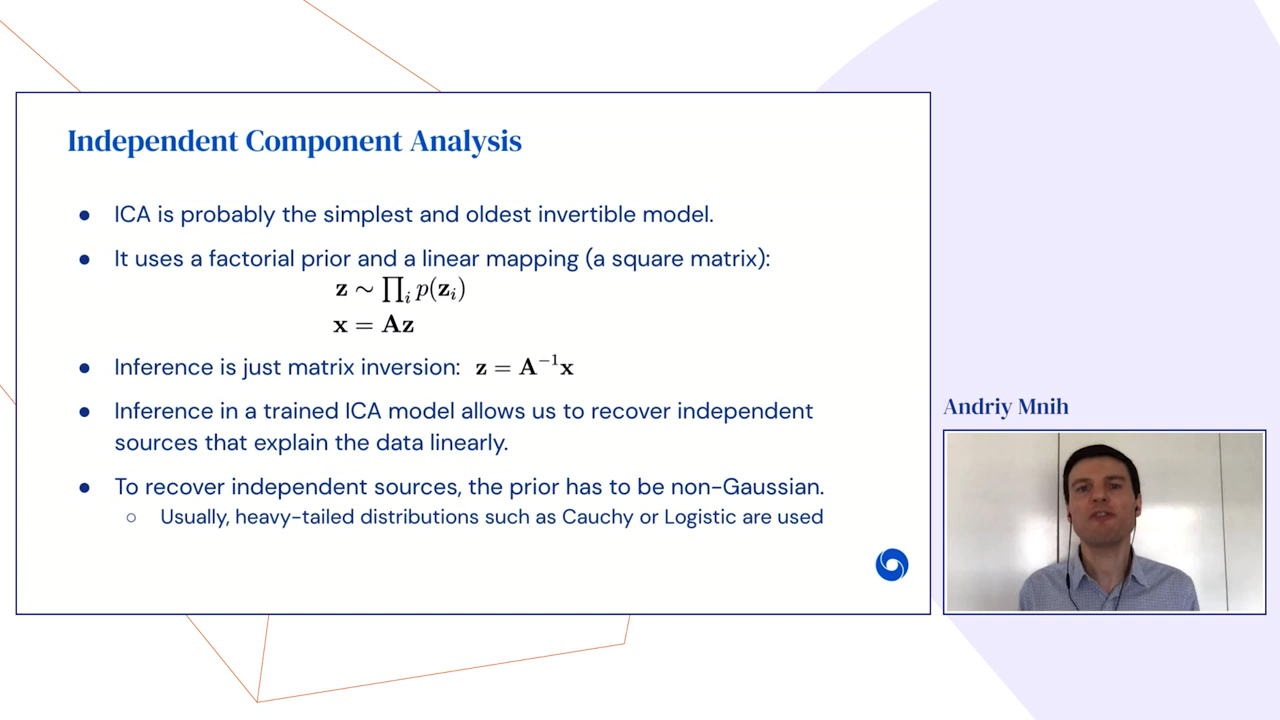 Independent Component Analysis
● ICA is probably the simplest and oldest invertible model.
● It uses a factorial prior and a linear mapping (a square matrix):
z ∼ ∏ᵢ p(zᵢ)
x = Az
● Inference is just matrix inversion: z = A⁻¹x
● Inference in a trained ICA model allows us to recover independent
sources that explain the data linearly.
● To recover independent sources, the prior has to be non-Gaussian.
○ Usually, heavy-tailed distributions such as Cauchy or Logistic are used
Andriy Mnih